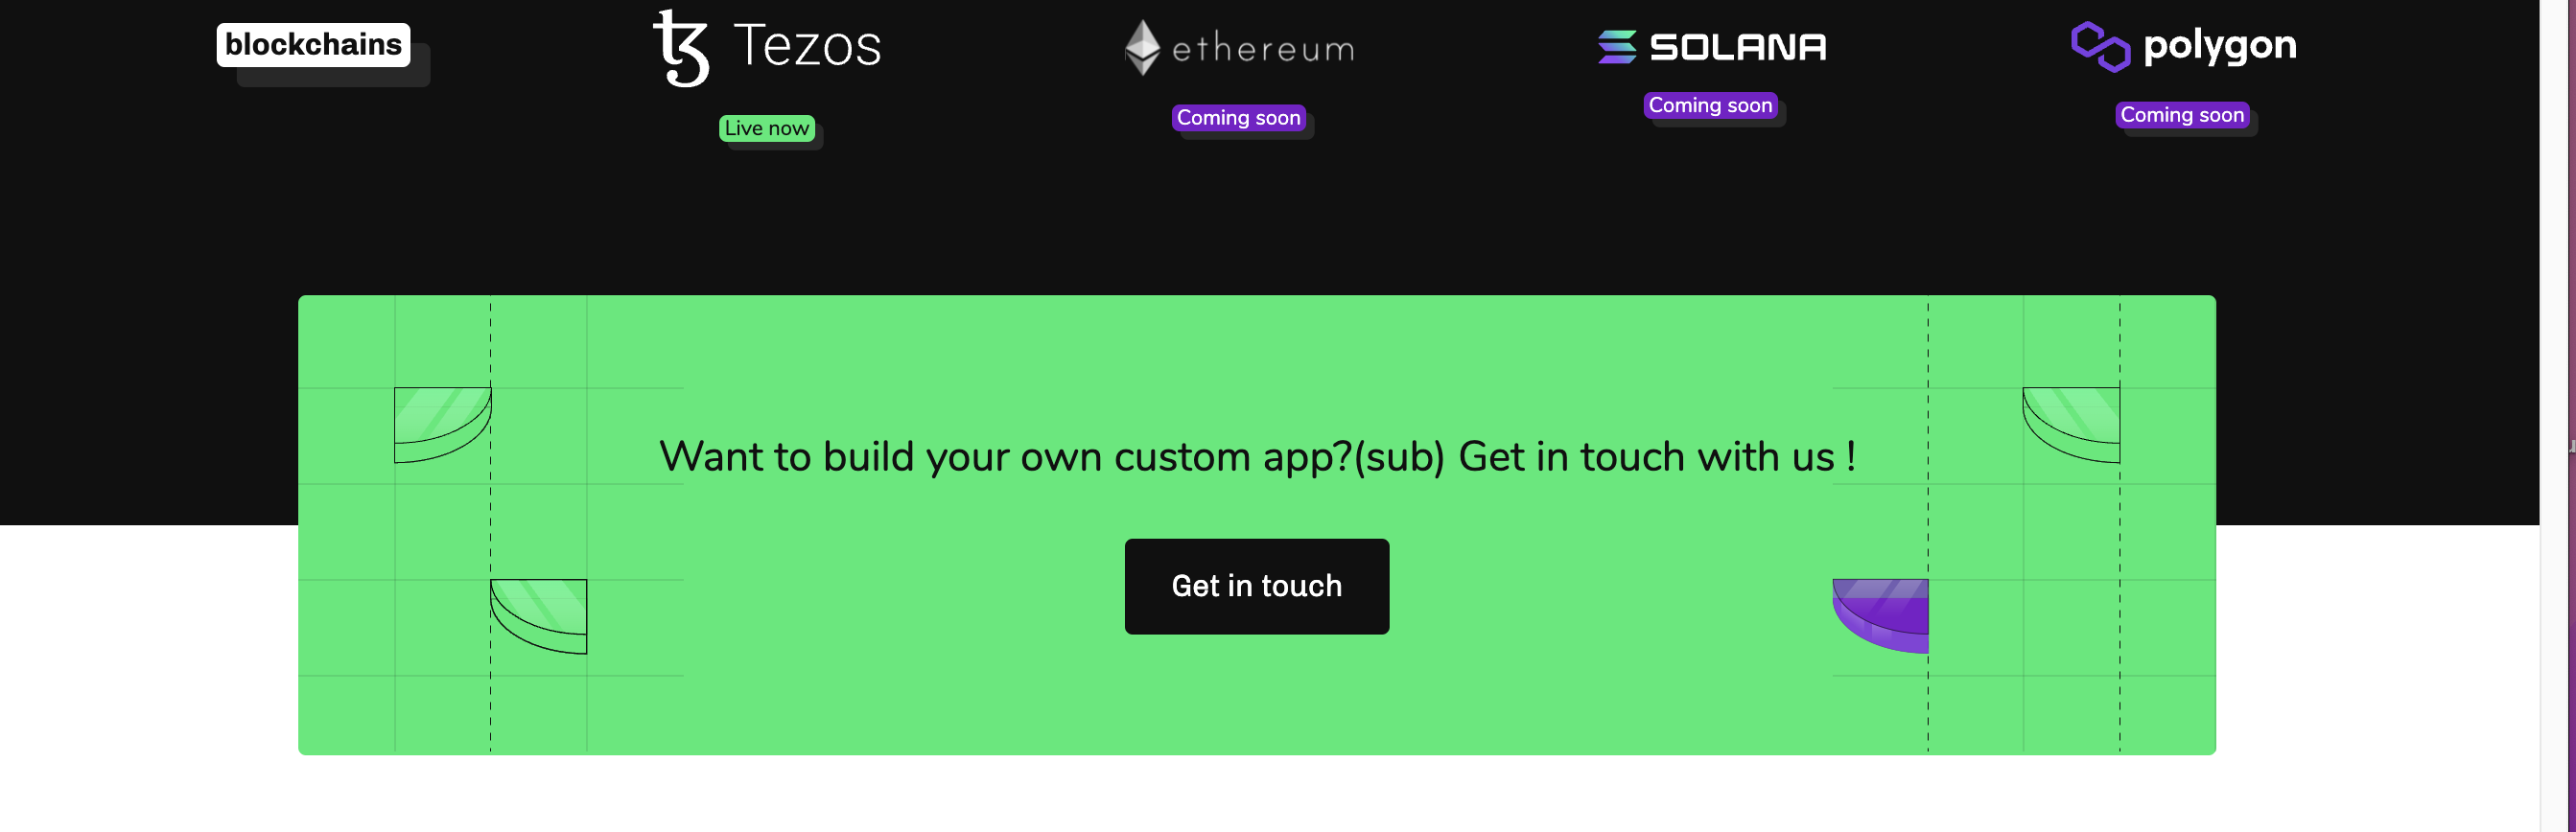 blockchains
Tezos
ethereum
SOLANA
polygon
Live now
Coming soon
Coming soon
Coming soon
Want to build your own custom app?(sub) Get in touch with us !
Get in touch